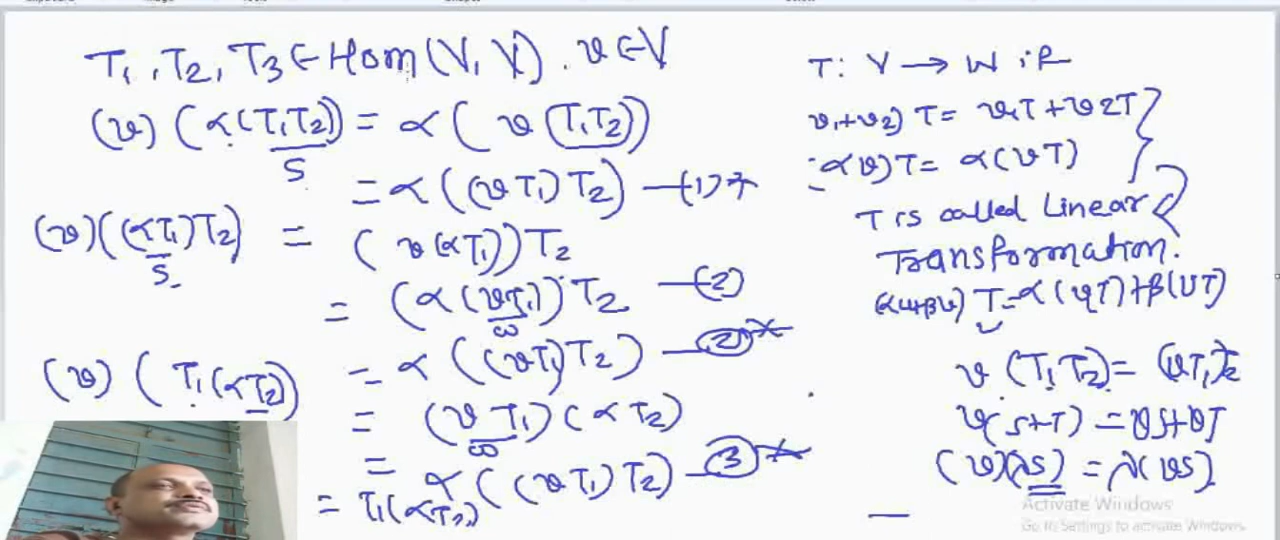 T₁, T₂, T₃ ∈ Hom(V, V). v ∈ V
(v) (α(T₁T₂)) = α( v (T₁T₂))
S
= α((vT₁)T₂) —(1)*
(v)((αT₁)T₂) = (v(αT₁))T₂
S
= (α(vT₁))T₂ —(2)
ω
= α((vT₁)T₂) —(2)*
(v) (T₁(αT₂)) = (vT₁)(αT₂)
ω
= α((vT₁)T₂) —(3)*
= T₁(αT₂)
T: V → W if
v₁+v₂) T = v₁T + v₂T
(αv)T = α(vT)
T is called Linear
Transformation.
(αu+βv) T = α(uT)+β(vT)
v (T₁T₂) = (vT₁)T₂
v(S+T) = vS+vT
(v)(λS) = λ(vS)
Activate Windows
Go to Settings to activate Windows.